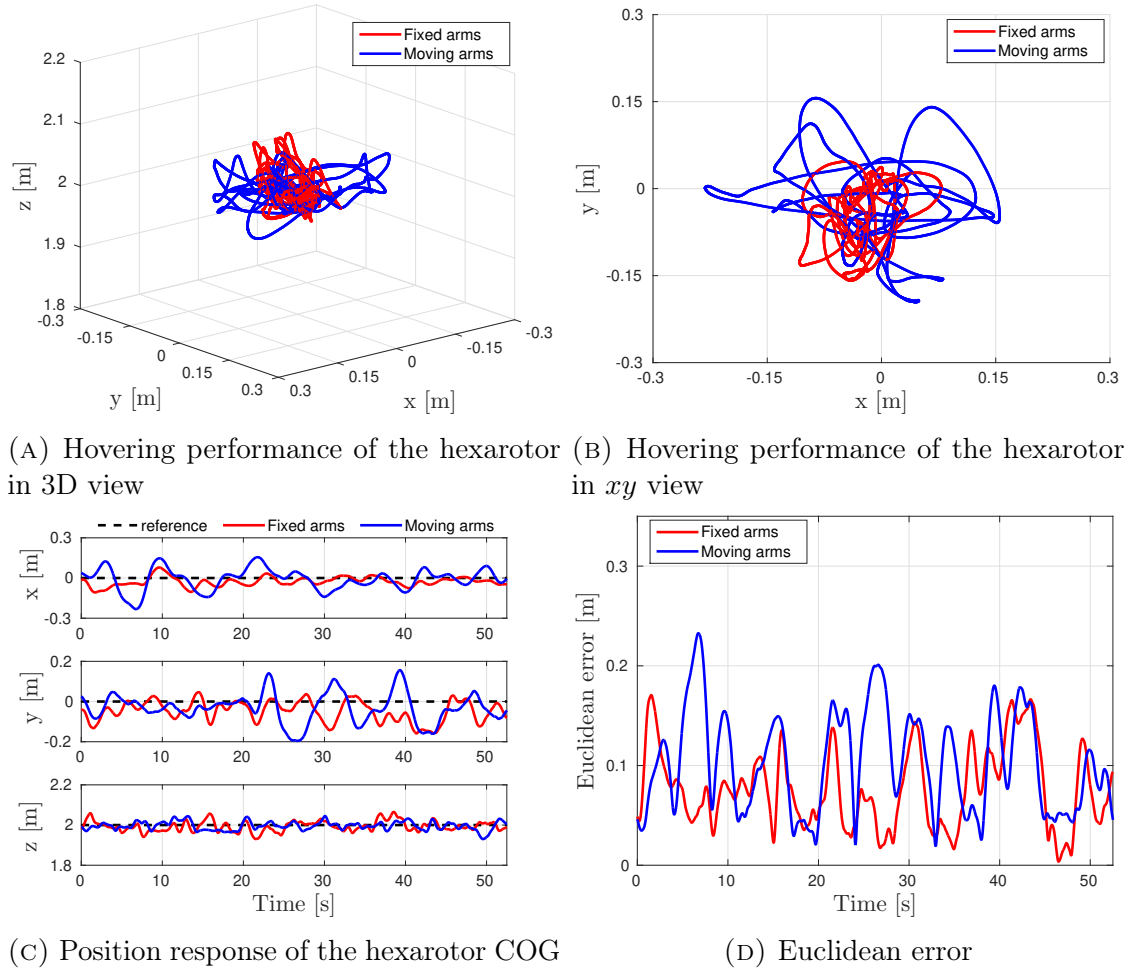 Fixed arms
Moving arms
2.2
2.1
2
1.9
1.8
z [m]
-0.3
-0.15
0
0.15
0.3
y [m]
0.3
0.15
0
-0.15
-0.3
x [m]
Fixed arms
Moving arms
0.3
0.15
0
-0.15
-0.3
y [m]
-0.3
-0.15
0
0.15
0.3
x [m]
(A) Hovering performance of the hexarotor
in 3D view
(B) Hovering performance of the hexarotor
in xy view
reference
Fixed arms
Moving arms
0.3
0
-0.3
x [m]
0 10 20 30 40 50
0.2
0
-0.2
y [m]
0 10 20 30 40 50
2.2
2
1.8
z [m]
0 10 20 30 40 50
Time [s]
Fixed arms
Moving arms
0.3
0.2
0.1
0
Euclidean error [m]
0 10 20 30 40 50
Time [s]
(C) Position response of the hexarotor COG
(D) Euclidean error